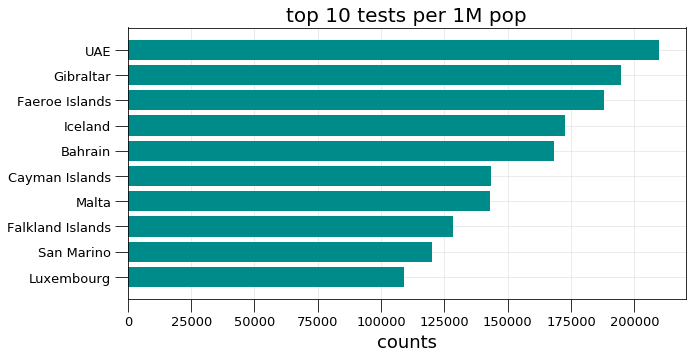 top 10 tests per 1M pop
UAE
Gibraltar
Faeroe Islands
Iceland
Bahrain
Cayman Islands
Malta
Falkland Islands
San Marino
Luxembourg
0 25000 50000 75000 100000 125000 150000 175000 200000
counts